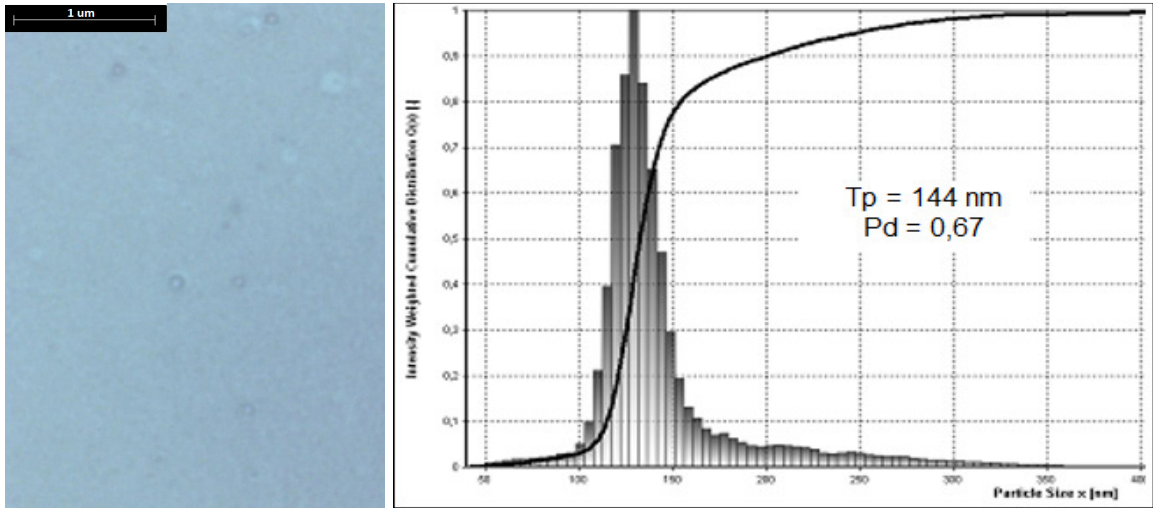 1 um
Intensity Weighted Cumulative Distribution Q(x) [-]
1
0,9
0,8
0,7
0,6
0,5
0,4
0,3
0,2
0,1
0
Tp = 144 nm
Pd = 0,67
50 100 150 200 250 300 350 400
Particle Size x [nm]